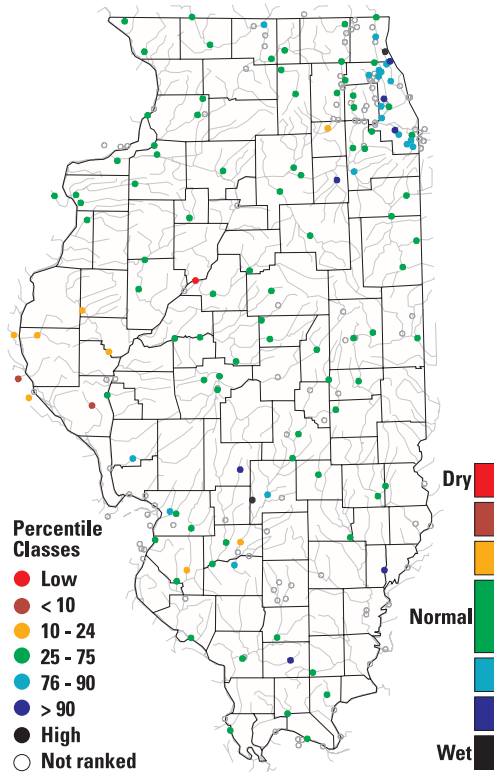 Percentile
Classes
Low
< 10
10 - 24
25 - 75
76 - 90
> 90
High
Not ranked
Dry
Normal
Wet